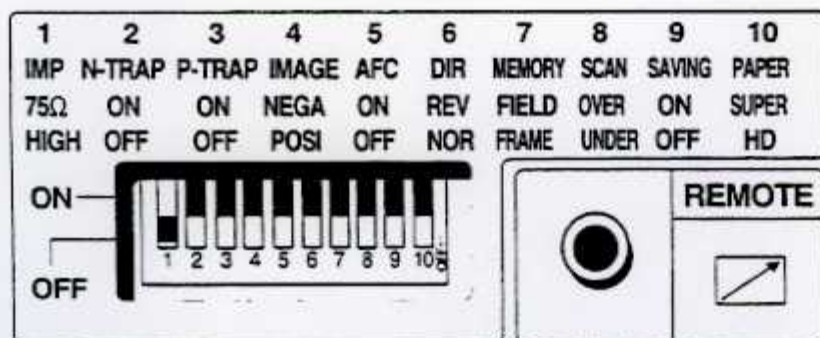 1 2 3 4 5 6 7 8 9 10
IMP N-TRAP P-TRAP IMAGE AFC DIR MEMORY SCAN SAVING PAPER
75Ω ON ON NEGA ON REV FIELD OVER ON SUPER
HIGH OFF OFF POSI OFF NOR FRAME UNDER OFF HD
ON
REMOTE
1 2 3 4 5 6 7 8 9 10
OFF